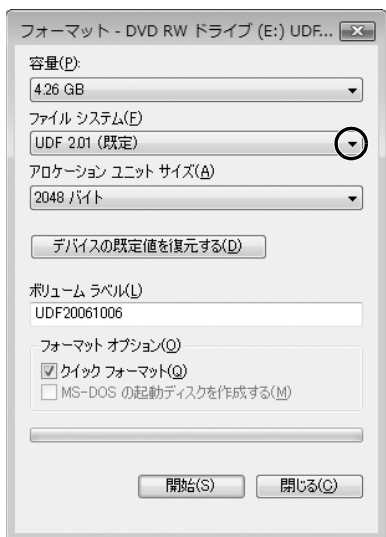 フォーマット - DVD RW ドライブ (E:) UDF...
容量(P):
4.26 GB
ファイル システム(F)
UDF 2.01 (既定)
アロケーション ユニット サイズ(A)
2048 バイト
デバイスの既定値を復元する(D)
ボリューム ラベル(L)
UDF20061006
フォーマット オプション(O)
クイック フォーマット(Q)
MS-DOS の起動ディスクを作成する(M)
開始(S) 閉じる(C)